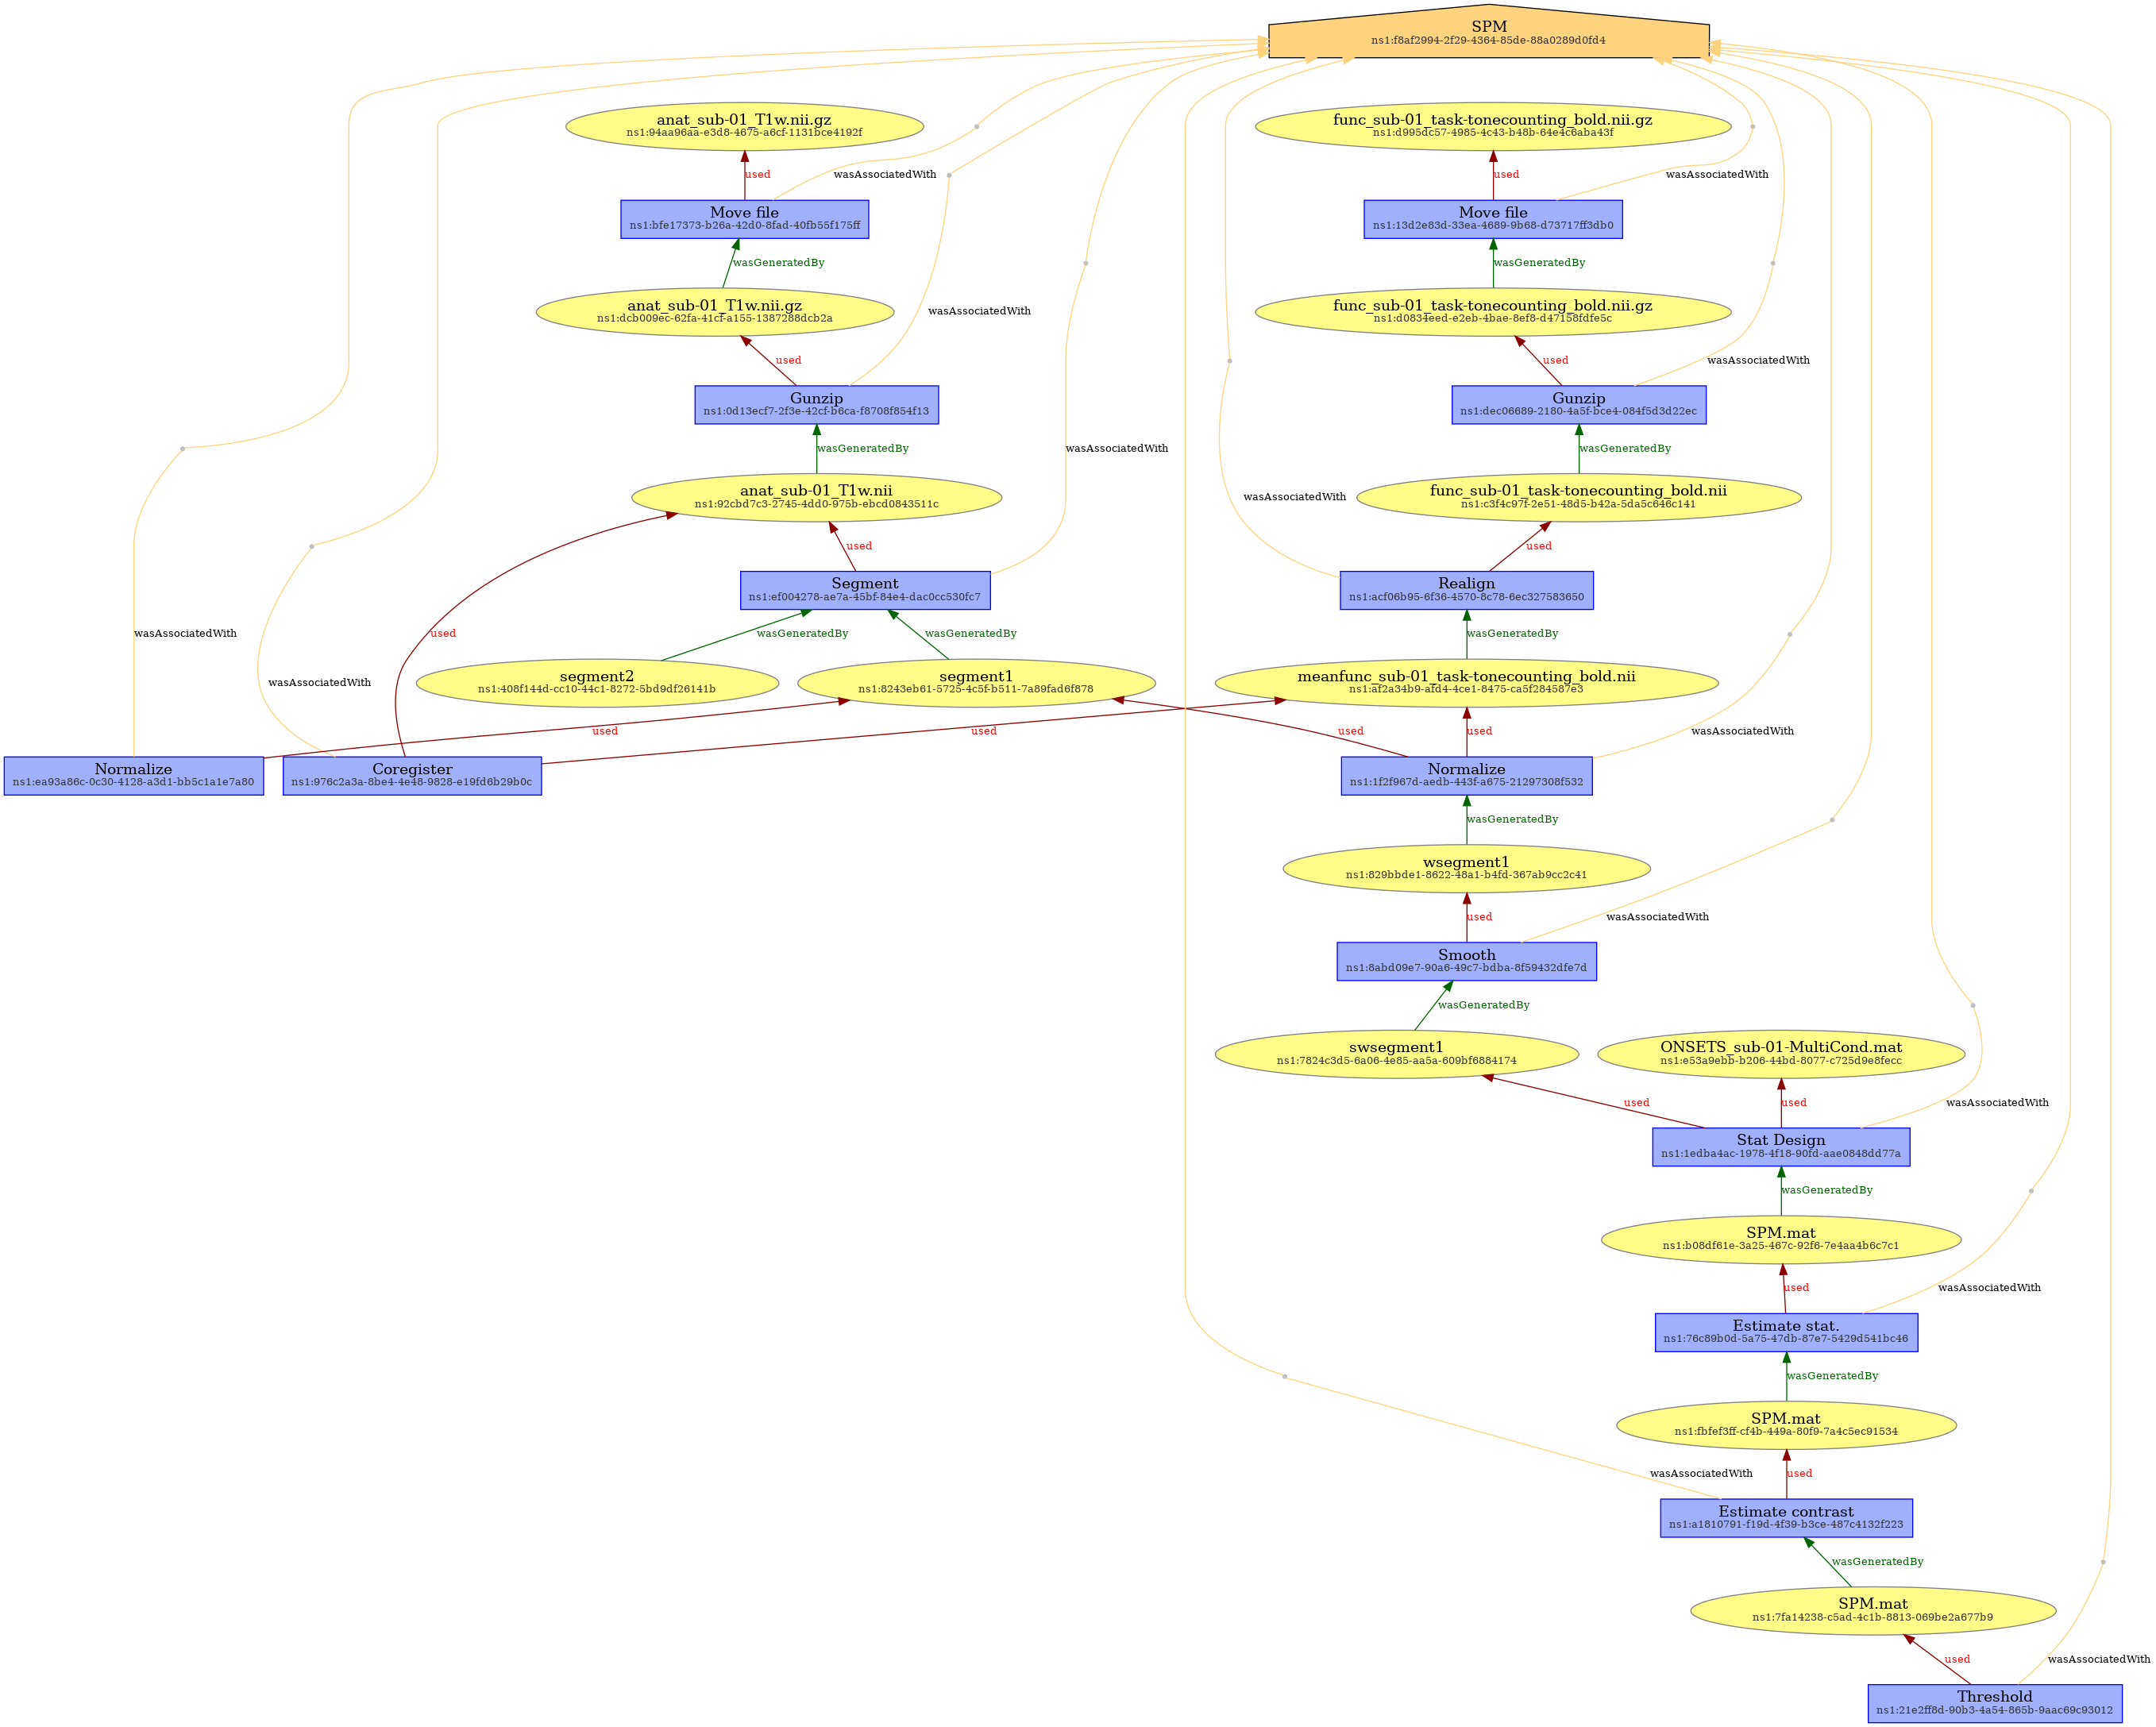 SPM
ns1:f8af2994-2f29-4364-85de-88a0289d0fd4
anat_sub-01_T1w.nii.gz
ns1:94aa96aa-e3d8-4675-a6cf-1131bce4192f
func_sub-01_task-tonecounting_bold.nii.gz
ns1:d995dc57-4985-4c43-b48b-64e4c6aba43f
used
wasAssociatedWith
used
wasAssociatedWith
Move file
ns1:bfe17373-b26a-42d0-8fad-40fb55f175ff
Move file
ns1:13d2e83d-33ea-4689-9b68-d73717ff3db0
wasGeneratedBy
wasGeneratedBy
anat_sub-01_T1w.nii.gz
ns1:dcb009ec-62fa-41cf-a155-1387288dcb2a
wasAssociatedWith
func_sub-01_task-tonecounting_bold.nii.gz
ns1:d0834eed-e2eb-4bae-8ef8-d47158fdfe5c
used
used
wasAssociatedWith
Gunzip
ns1:0d13ecf7-2f3e-42cf-b6ca-f8708f854f13
Gunzip
ns1:dec06689-2180-4a5f-bce4-084f5d3d22ec
wasGeneratedBy
wasAssociatedWith
wasGeneratedBy
anat_sub-01_T1w.nii
ns1:92cbd7c3-2745-4dd0-975b-ebcd0843511c
wasAssociatedWith
func_sub-01_task-tonecounting_bold.nii
ns1:c3f4c97f-2e51-48d5-b42a-5da5c646c141
used
used
Segment
ns1:ef004278-ae7a-45bf-84e4-dac0cc530fc7
Realign
ns1:acf06b95-6f36-4570-8c78-6ec327583650
wasAssociatedWith
used
wasGeneratedBy
wasGeneratedBy
wasGeneratedBy
wasAssociatedWith
segment2
ns1:408f144d-cc10-44c1-8272-5bd9df26141b
segment1
ns1:8243eb61-5725-4c5f-b511-7a89fad6f878
meanfunc_sub-01_task-tonecounting_bold.nii
ns1:af2a34b9-afd4-4ce1-8475-ca5f284587e3
used
used
used
used
wasAssociatedWith
Normalize
ns1:ea93a86c-0c30-4128-a3d1-bb5c1a1e7a80
Coregister
ns1:976c2a3a-8be4-4e48-9828-e19fd6b29b0c
Normalize
ns1:1f2f967d-aedb-443f-a675-21297308f532
wasGeneratedBy
wsegment1
ns1:829bbde1-8622-48a1-b4fd-367ab9cc2c41
used
wasAssociatedWith
Smooth
ns1:8abd09e7-90a6-49c7-bdba-8f59432dfe7d
wasGeneratedBy
swsegment1
ns1:7824c3d5-6a06-4e85-aa5a-609bf6884174
ONSETS_sub-01-MultiCond.mat
ns1:e53a9ebb-b206-44bd-8077-c725d9e8fecc
used
used
wasAssociatedWith
Stat Design
ns1:1edba4ac-1978-4f18-90fd-aae0848dd77a
wasGeneratedBy
SPM.mat
ns1:b08df61e-3a25-467c-92f6-7e4aa4b6c7c1
used
wasAssociatedWith
Estimate stat.
ns1:76c89b0d-5a75-47db-87e7-5429d541bc46
wasGeneratedBy
SPM.mat
ns1:fbfef3ff-cf4b-449a-80f9-7a4c5ec91534
wasAssociatedWith
used
Estimate contrast
ns1:a1810791-f19d-4f39-b3ce-487c4132f223
wasGeneratedBy
SPM.mat
ns1:7fa14238-c5ad-4c1b-8813-069be2a677b9
used
wasAssociatedWith
Threshold
ns1:21e2ff8d-90b3-4a54-865b-9aac69c93012